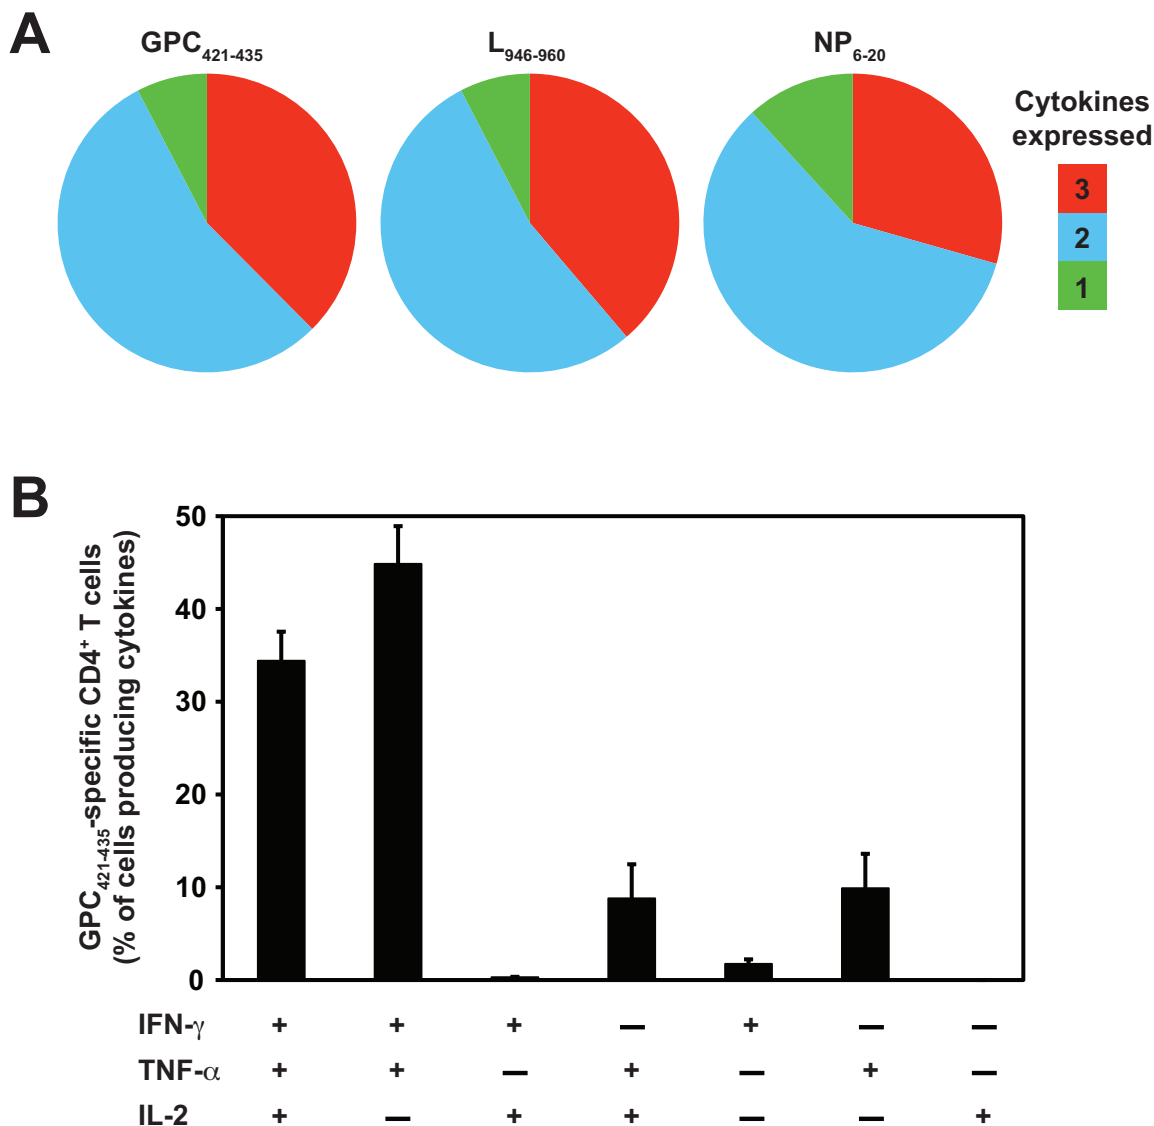 A
GPC421-435
L946-960
NP6-20
Cytokines
expressed
3
2
1
B
GPC421-435-specific CD4+ T cells
(% of cells producing cytokines)
50
40
30
20
10
0
IFN-γ + + + — + — —
TNF-α + + — + — + —
IL-2 + — + + — — +